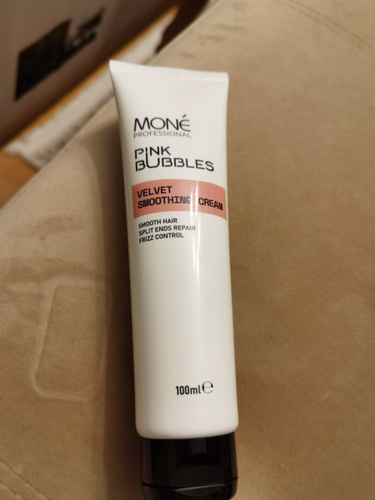 MONÉ
PROFESSIONAL
PINK
BUBBLES
VELVET
SMOOTHING CREAM
SMOOTH HAIR
SPLIT ENDS REPAIR
FRIZZ CONTROL
100ml℮